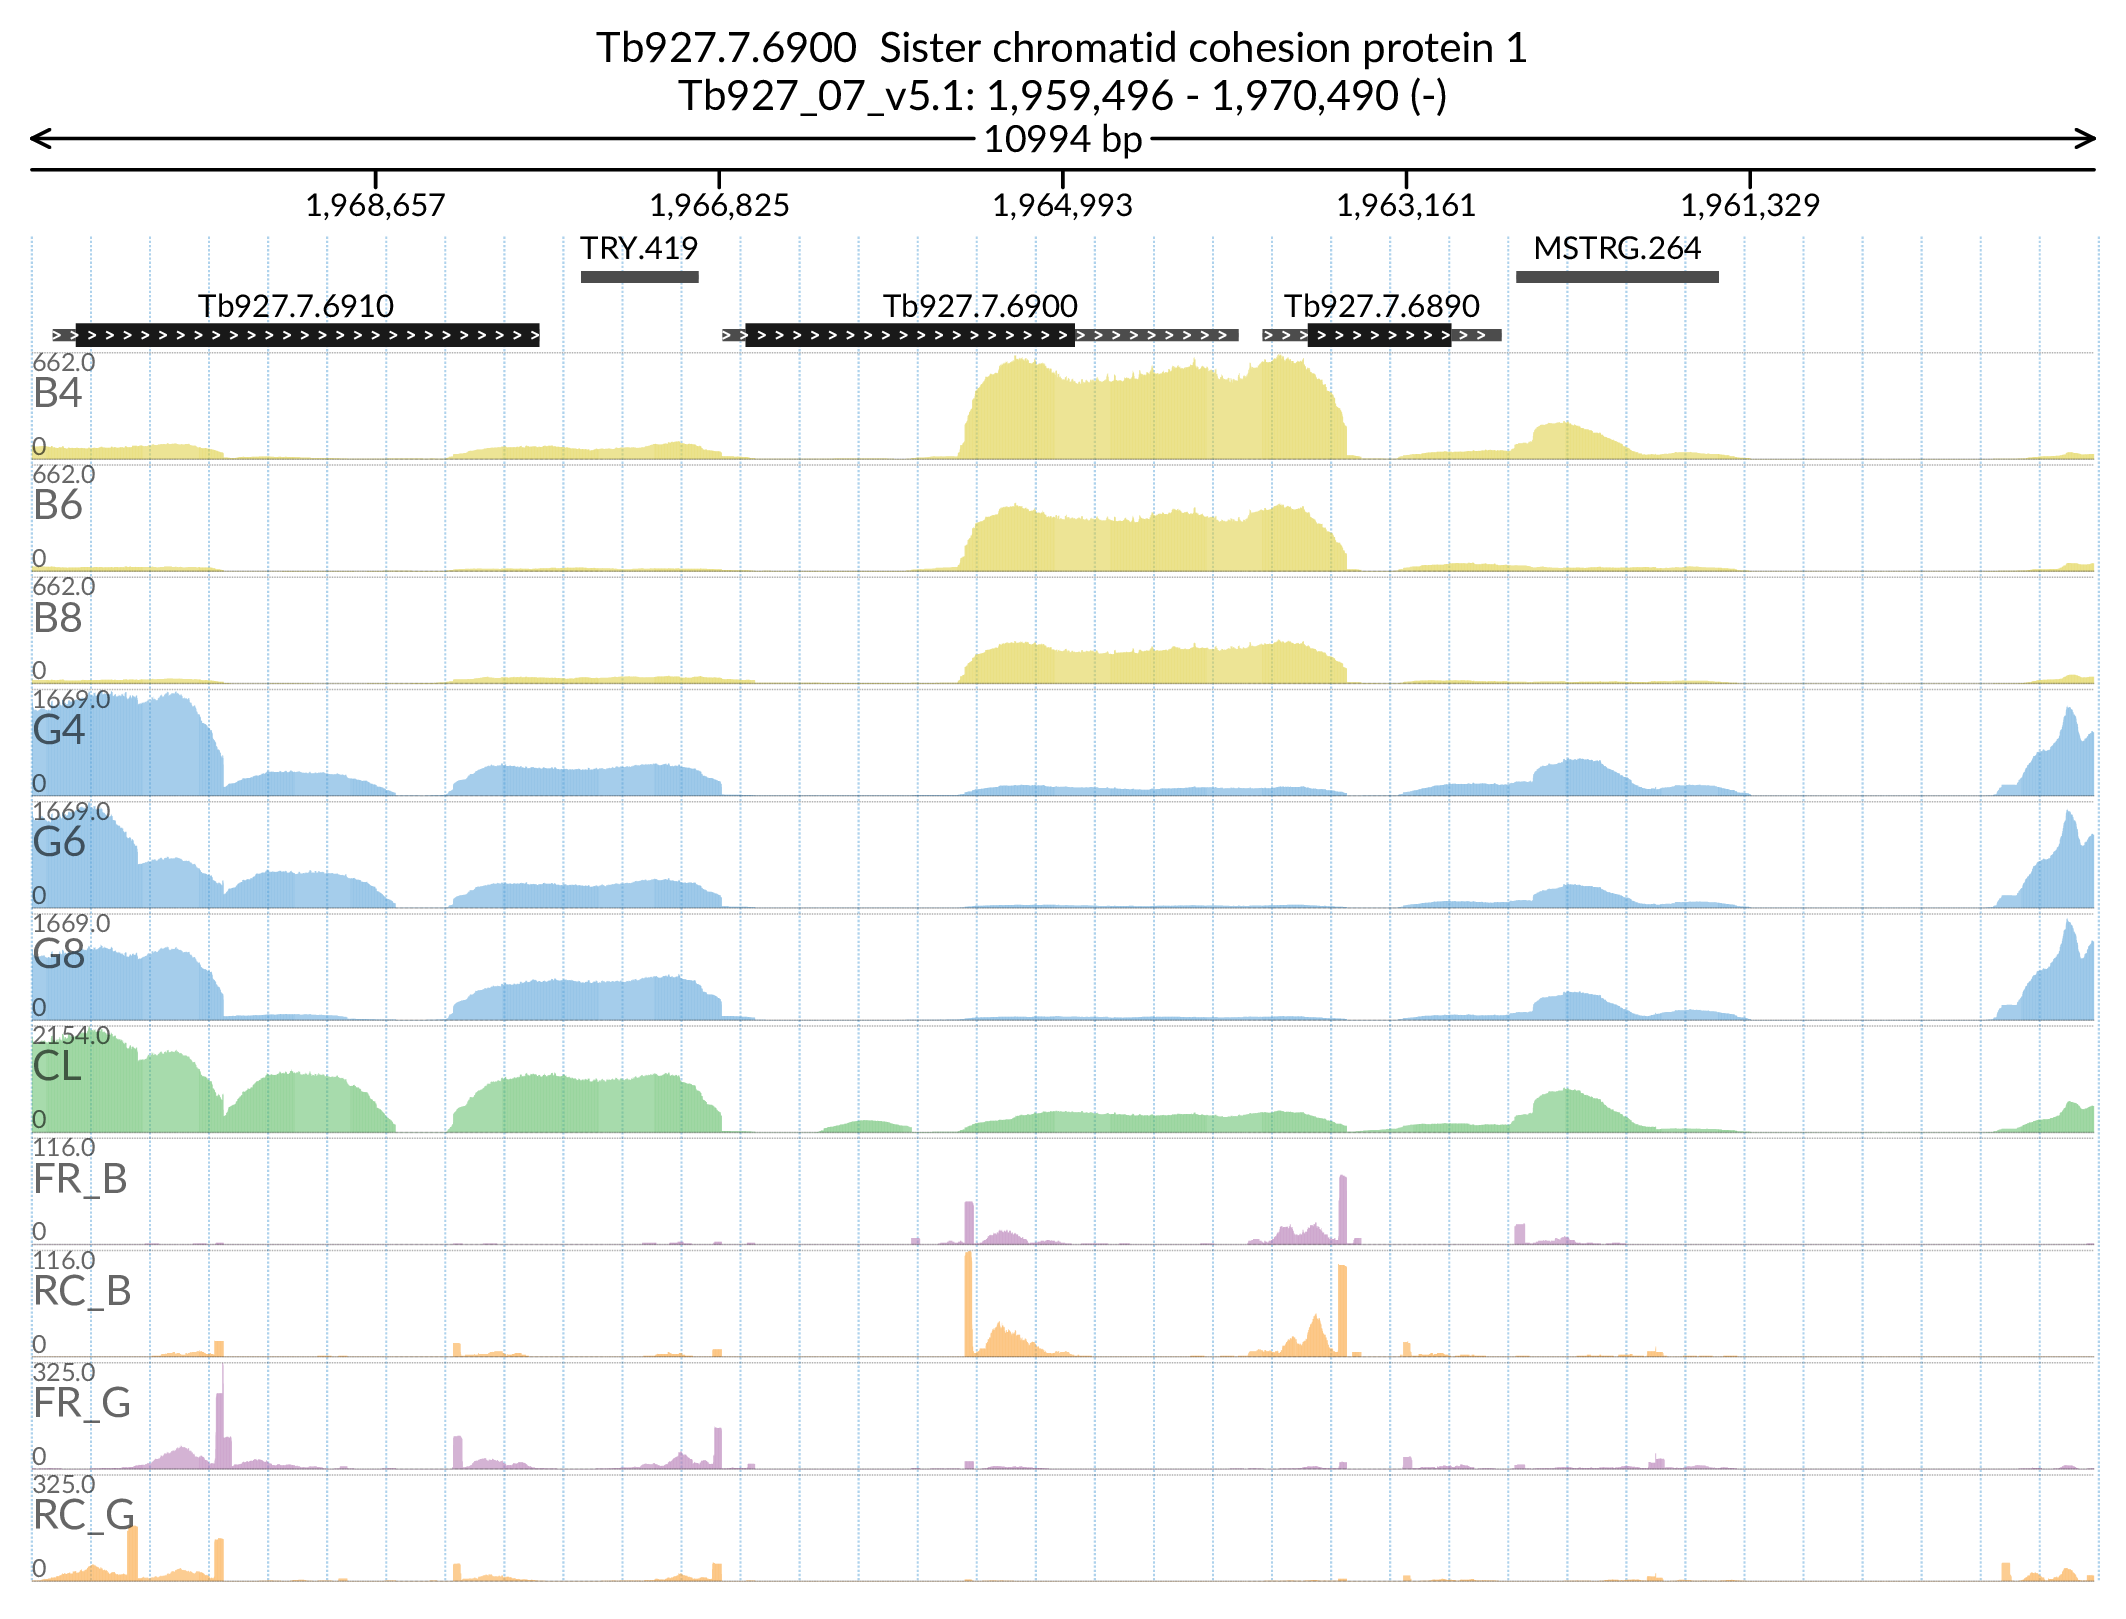 Tb927.7.6900 Sister chromatid cohesion protein 1
Tb927_07_v5.1: 1,959,496 - 1,970,490 (-)
10994 bp
1,968,657 1,966,825 1,964,993 1,963,161 1,961,329
TRY.419 MSTRG.264
Tb927.7.6910 Tb927.7.6900 Tb927.7.6890
662.0
B4
0
662.0
B6
0
662.0
B8
0
1669.0
G4
0
1669.0
G6
0
1669.0
G8
0
2154.0
CL
0
116.0
FR_B
0
116.0
RC_B
0
325.0
FR_G
0
325.0
RC_G
0